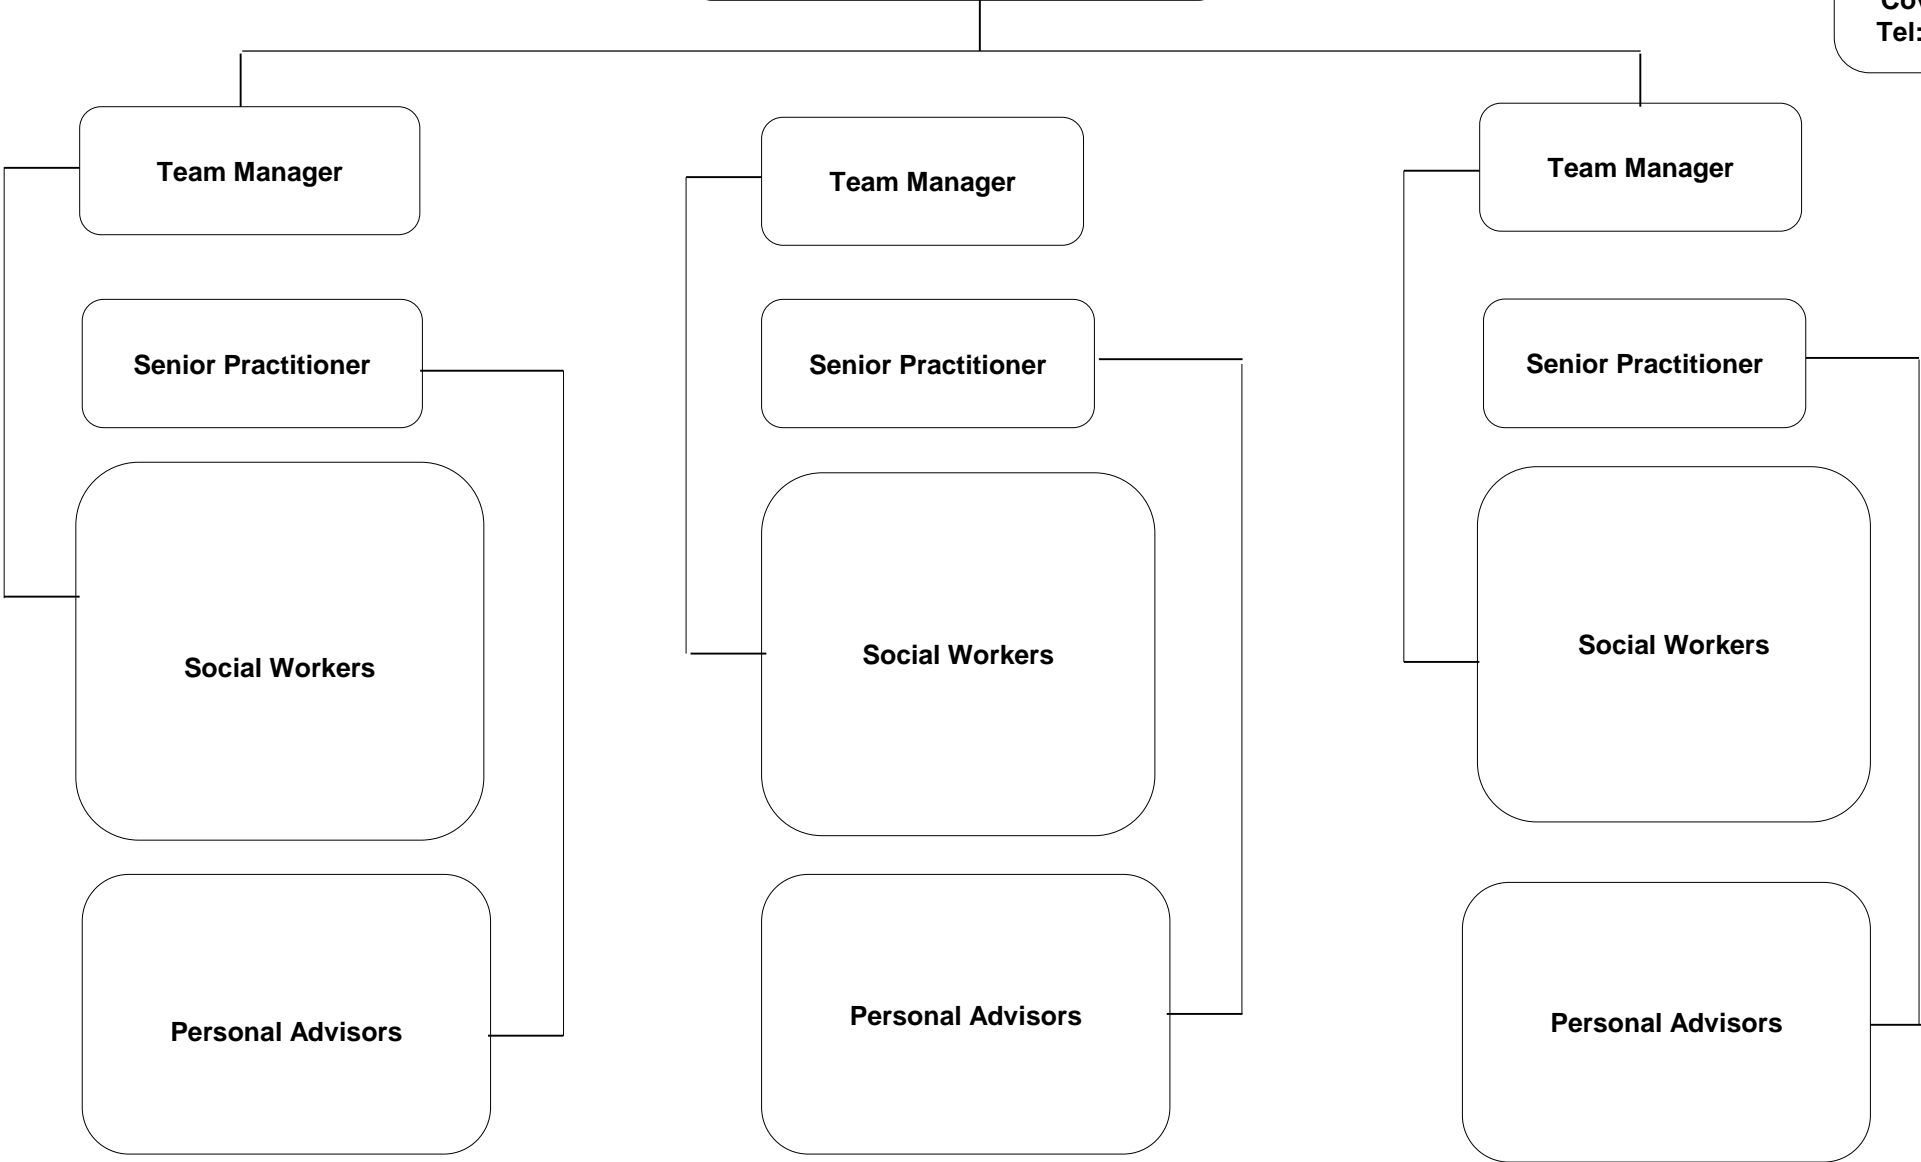 Tel:
Team Manager
Team Manager
Team Manager
Senior Practitioner
Senior Practitioner
Senior Practitioner
Social Workers
Social Workers
Social Workers
Personal Advisors
Personal Advisors
Personal Advisors